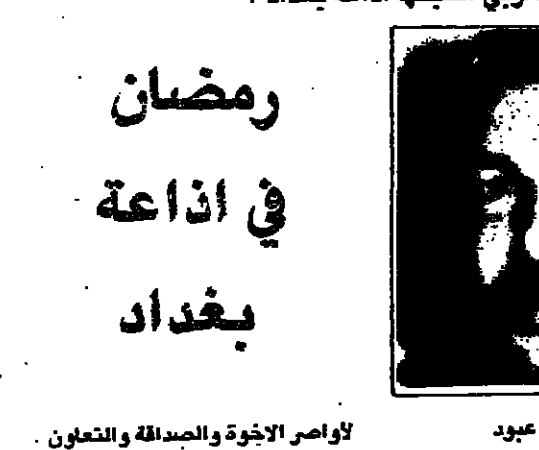 رمضان
في اذاعة
بغداد
عبود
لأواصر الاخوة والصداقة والتعاون .